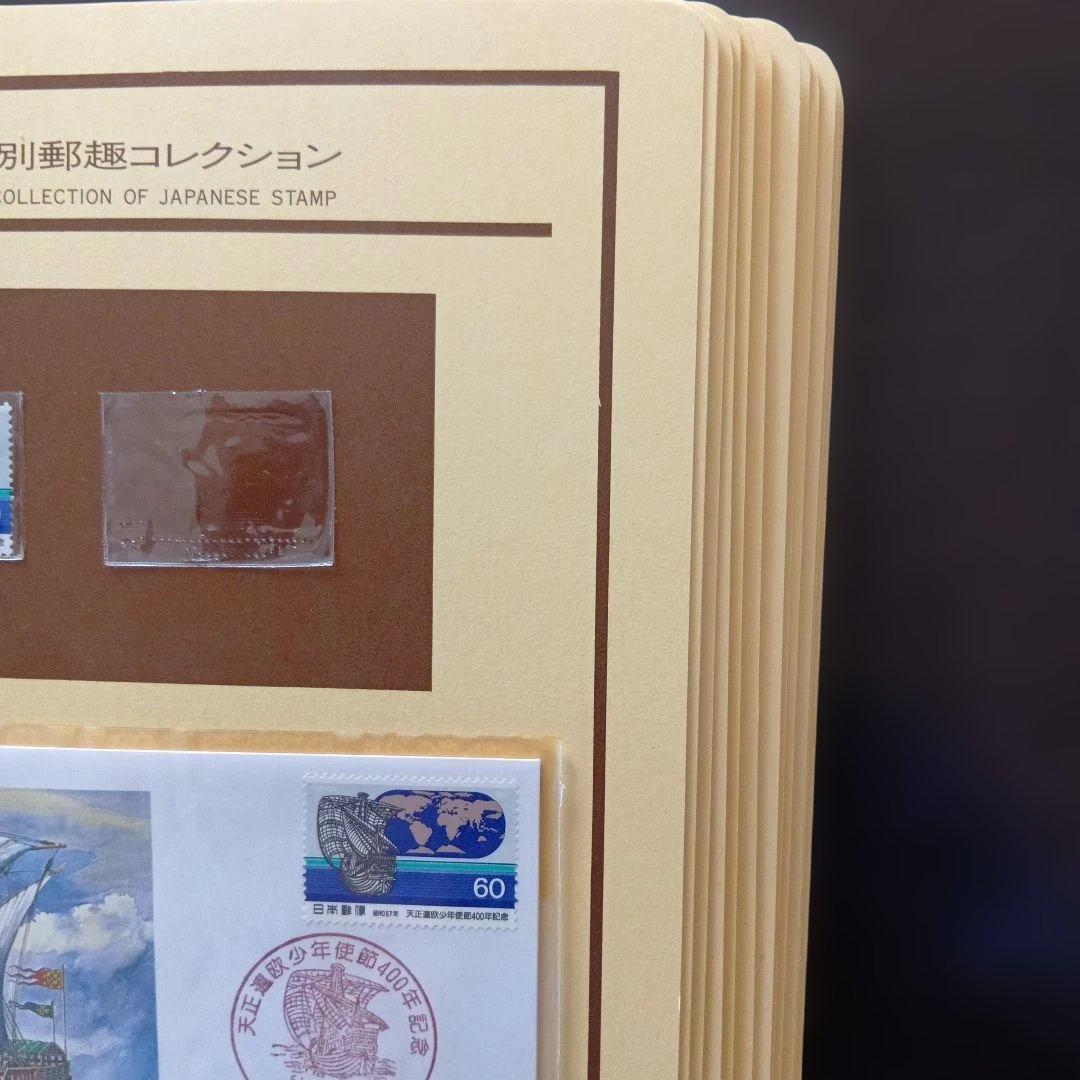 別郵趣コレクション
COLLECTION OF JAPANESE STAMP
60
日本郵便 昭和57年 天正遣欧少年使節400年記念
天正遣欧少年使節400年記念